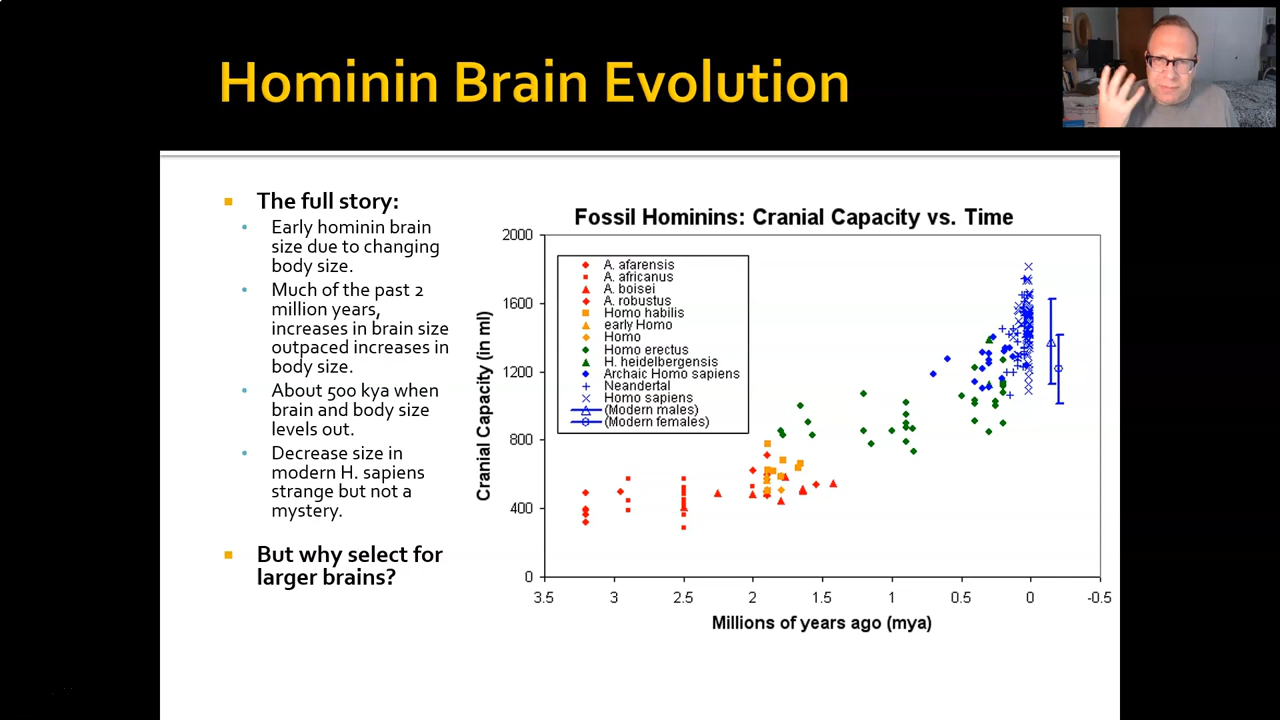 Hominin Brain Evolution
The full story:
Early hominin brain
size due to changing
body size.
Much of the past 2
million years,
increases in brain size
outpaced increases in
body size.
About 500 kya when
brain and body size
levels out.
Decrease size in
modern H. sapiens
strange but not a
mystery.
But why select for
larger brains?
Fossil Hominins: Cranial Capacity vs. Time
Cranial Capacity (in ml)
2000
1600
1200
800
400
0
A. afarensis
A. africanus
A. boisei
A. robustus
Homo habilis
early Homo
Homo
Homo erectus
H. heidelbergensis
Archaic Homo sapiens
Neandertal
Homo sapiens
(Modern males)
(Modern females)
3.5 3 2.5 2 1.5 1 0.5 0 -0.5
Millions of years ago (mya)